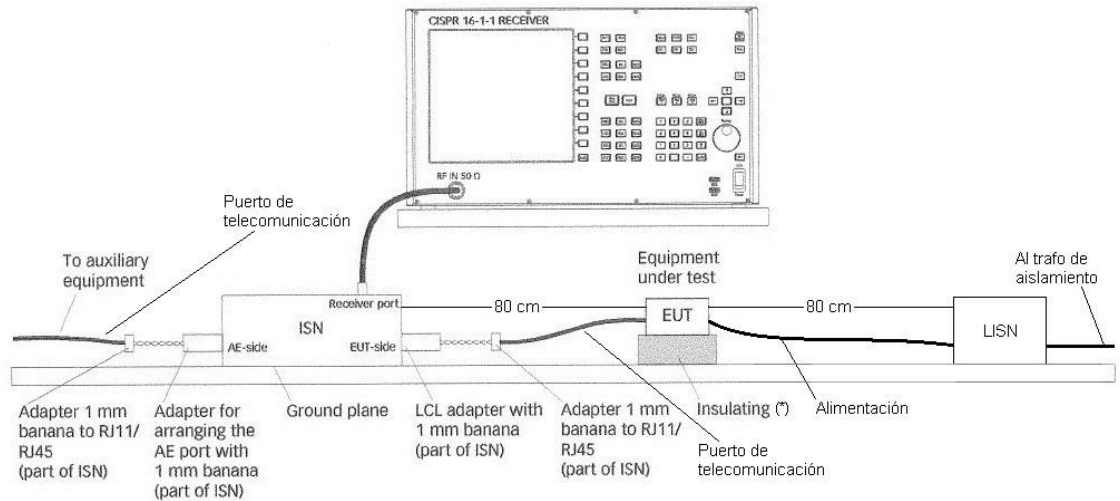 CISPR 16-1-1 RECEIVER
RF IN 50 Ω
Puerto de
telecomunicación
To auxiliary
equipment
Receiver port
ISN
AE-side
EUT-side
80 cm
Equipment
under test
EUT
80 cm
LISN
Al trafo de
aislamiento
Adapter 1 mm
banana to RJ11/
RJ45
(part of ISN)
Adapter for
arranging the
AE port with
1 mm banana
(part of ISN)
Ground plane
LCL adapter with
1 mm banana
(part of ISN)
Adapter 1 mm
banana to RJ11/
RJ45
(part of ISN)
Insulating (*)
Alimentación
Puerto de
telecomunicación